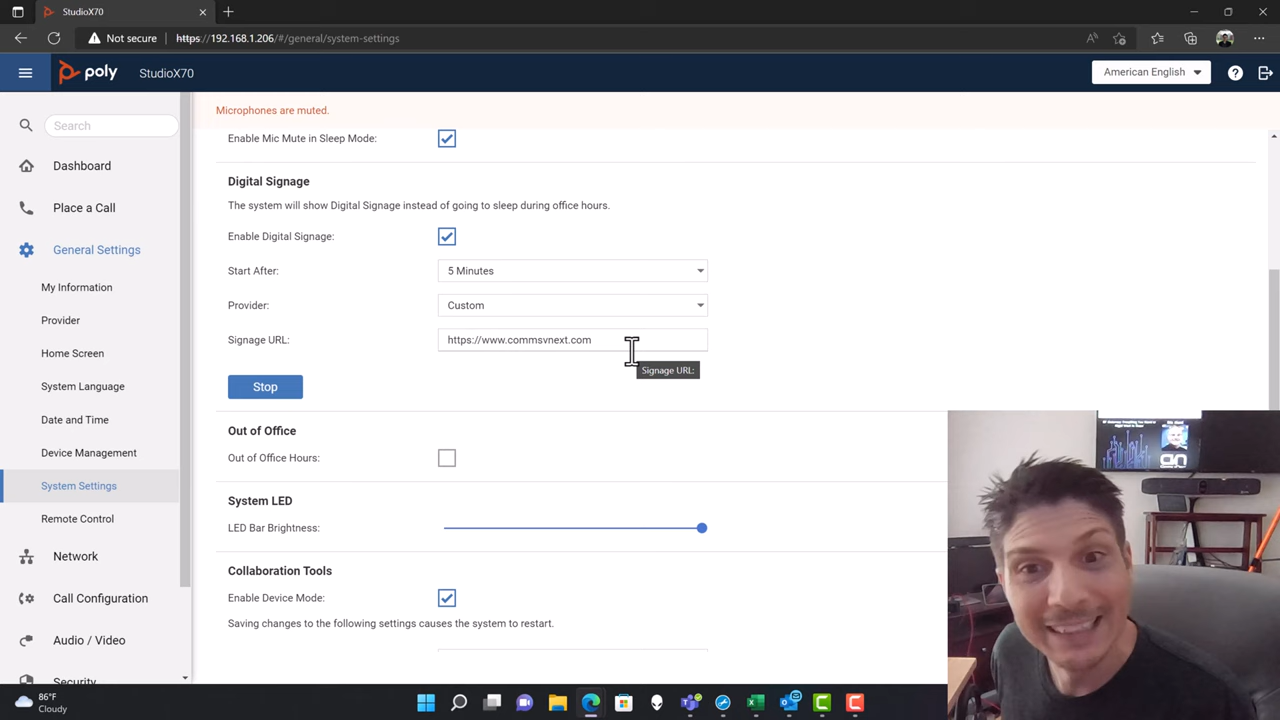 StudioX70
Not secure
https://192.168.1.206/#/general/system-settings
poly
StudioX70
American English
Microphones are muted.
Search
Dashboard
Place a Call
General Settings
My Information
Provider
Home Screen
System Language
Date and Time
Device Management
System Settings
Remote Control
Network
Call Configuration
Audio / Video
Security
Enable Mic Mute in Sleep Mode:
Digital Signage
The system will show Digital Signage instead of going to sleep during office hours.
Enable Digital Signage:
Start After:
5 Minutes
Provider:
Custom
Signage URL:
https://www.commsvnext.com
Signage URL:
Stop
Out of Office
Out of Office Hours:
System LED
LED Bar Brightness:
Collaboration Tools
Enable Device Mode:
Saving changes to the following settings causes the system to restart.
86°F
Cloudy